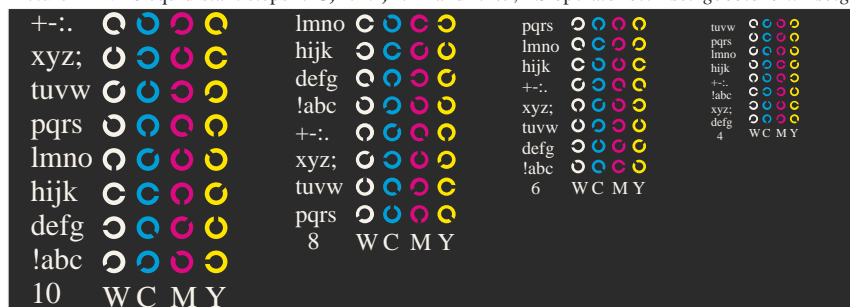 +-:.
xyz;
tuvw
pqrs
lmno
hijk
defg
!abc
10 W C M Y
lmno
hijk
defg
!abc
+-:.
xyz;
tuvw
pqrs
8 W C M Y
pqrs
lmno
hijk
+-:.
xyz;
tuvw
defg
!abc
6 W C M Y
tuvw
pqrs
lmno
hijk
+-:.
!abc
xyz;
defg
4 W C M Y